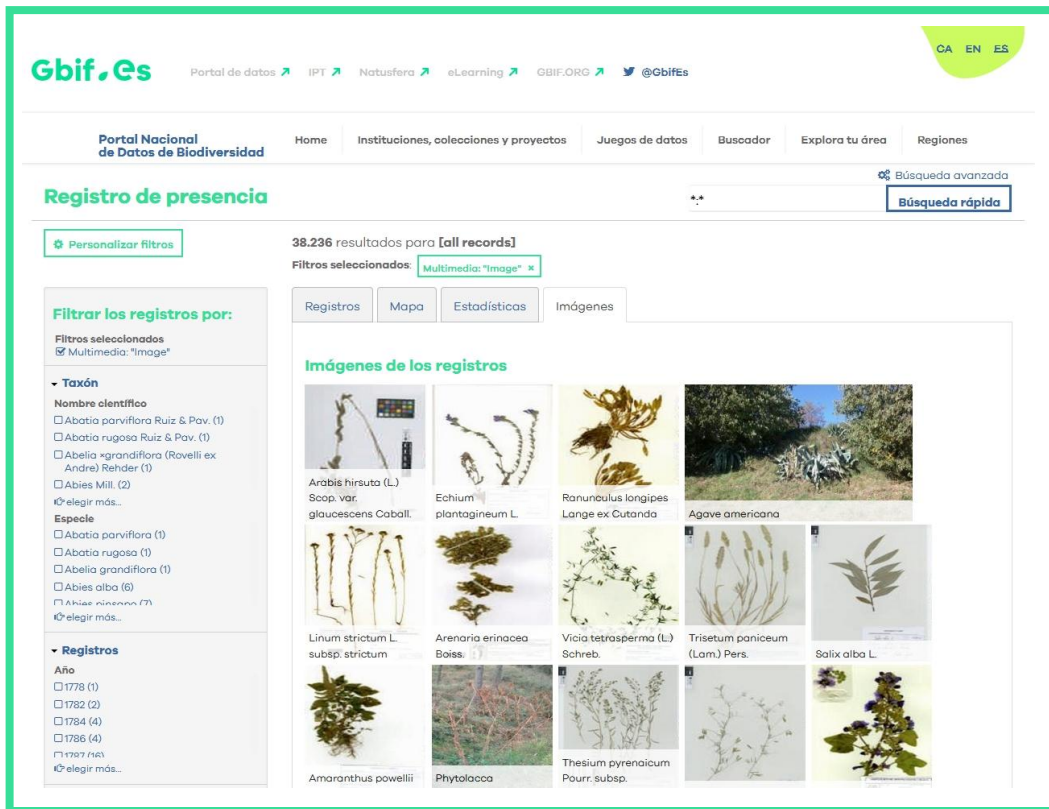 CA EN ES
Gbif.es
Portal de datos IPT Natusfera eLearning GBIF.ORG @GbifEs
Portal Nacional
de Datos de Biodiversidad
Home Instituciones, colecciones y proyectos Juegos de datos Buscador Explora tu área Regiones
Búsqueda avanzada
Registro de presencia
*:*
Búsqueda rápida
Personalizar filtros
38.236 resultados para [all records]
Filtros seleccionados: Multimedia: "Image" ×
Registros Mapa Estadísticas Imágenes
Filtrar los registros por:
Filtros seleccionados
Multimedia: "Image"
Taxón
Nombre científico
Abatia parviflora Ruiz & Pav. (1)
Abatia rugosa Ruiz & Pav. (1)
Abelia ×grandiflora (Rovelli ex
Andre) Rehder (1)
Abies Mill. (2)
elegir más...
Especie
Abatia parviflora (1)
Abatia rugosa (1)
Abelia grandiflora (1)
Abies alba (6)
Abies pinsapo (7)
elegir más...
Registros
Año
1778 (1)
1782 (2)
1784 (4)
1786 (4)
1787 (16)
elegir más...
Imágenes de los registros
Arabis hirsuta (L.)
Scop. var.
glaucescens Caball.
Echium
plantagineum L.
Ranunculus longipes
Lange ex Cutanda
Agave americana
Linum strictum L.
subsp. strictum
Arenaria erinacea
Boiss.
Vicia tetrasperma (L.)
Schreb.
Trisetum paniceum
(Lam.) Pers.
Salix alba L.
Amaranthus powellii
Phytolacca
Thesium pyrenaicum
Pourr. subsp.